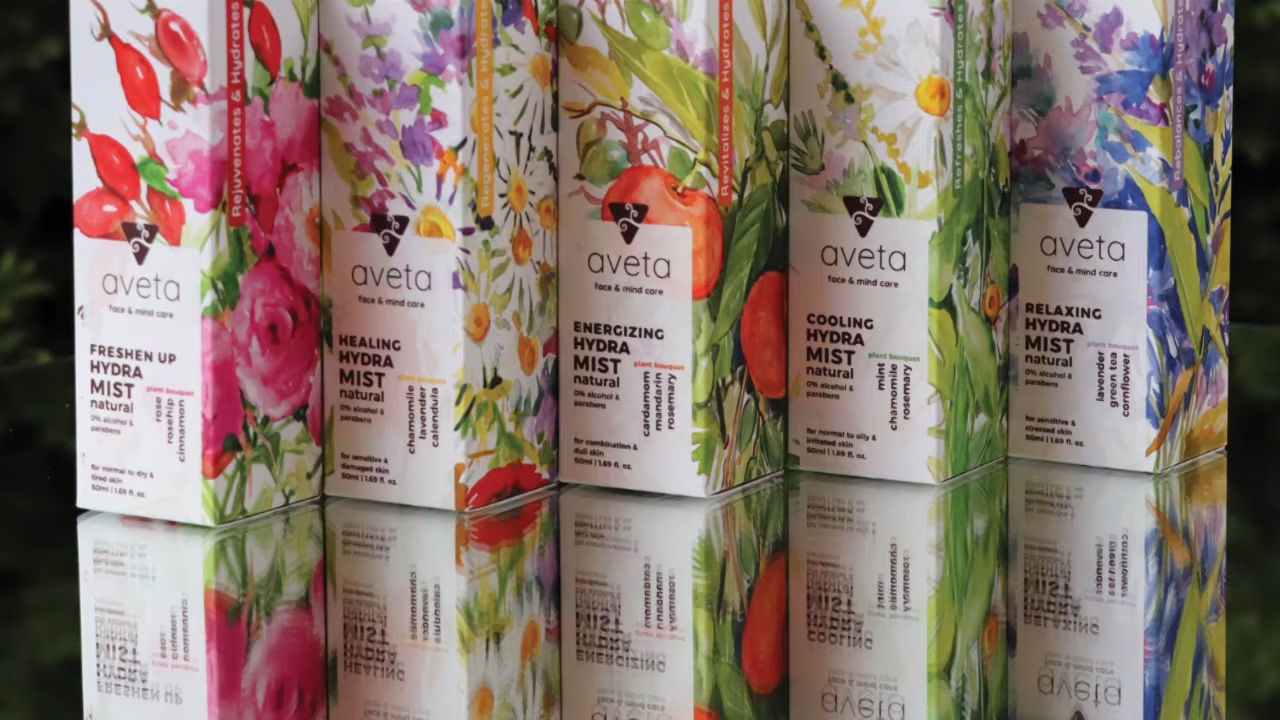 Rejuvenates & Hydrates
aveta
face & mind care
FRESHEN UP
HYDRA
MIST
natural
0% alcohol &
parabens
plant bouquet
rose
rosehip
cinnamon
for normal to dry &
tired skin
50ml | 1.69 fl. oz.
Regenerates & Hydrates
aveta
face & mind care
HEALING
HYDRA
MIST
natural
0% alcohol &
parabens
plant bouquet
chamomile
lavender
calendula
for sensitive &
damaged skin
50ml | 1.69 fl. oz.
Revitalizes & Hydrates
aveta
face & mind care
ENERGIZING
HYDRA
MIST
natural
0% alcohol &
parabens
plant bouquet
cardamom
mandarin
rosemary
for combination &
dull skin
50ml | 1.69 fl. oz.
Refreshes & Hydrates
aveta
face & mind care
COOLING
HYDRA
MIST
natural
0% alcohol &
parabens
plant bouquet
mint
chamomile
rosemary
for normal to oily &
irritated skin
50ml | 1.69 fl. oz.
Rebalances & Hydrates
aveta
face & mind care
RELAXING
HYDRA
MIST
natural
0% alcohol &
parabens
plant bouquet
lavender
green tea
cornflower
for sensitive &
stressed skin
50ml | 1.69 fl. oz.